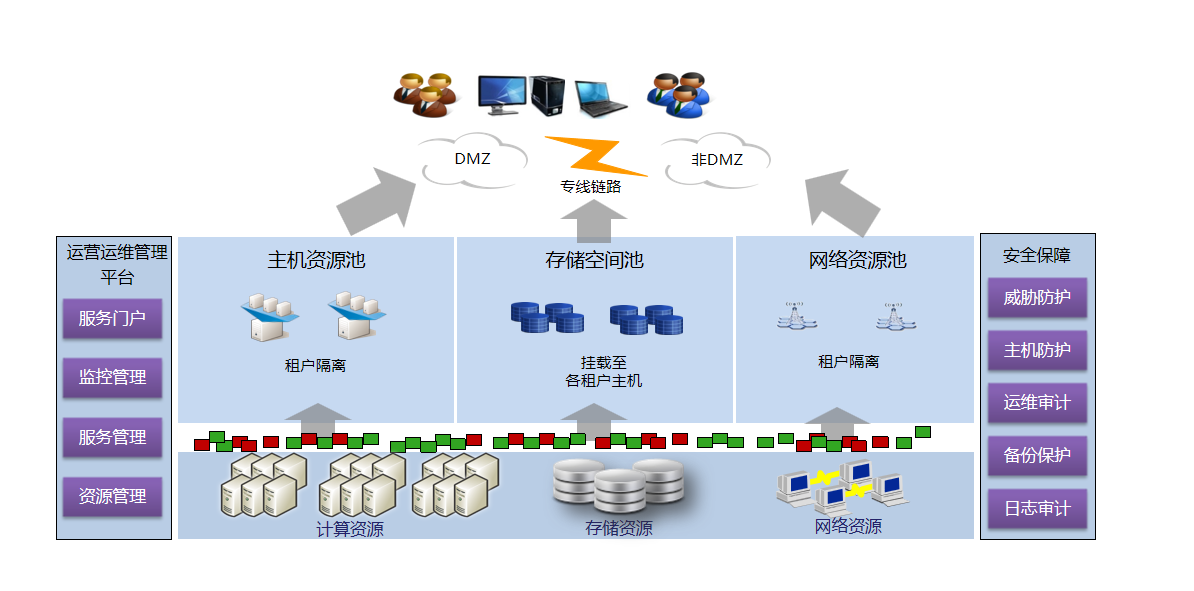 DMZ
非DMZ
专线链路
运营运维管理
平台
服务门户
监控管理
服务管理
资源管理
主机资源池
租户隔离
存储空间池
挂载至
各租户主机
网络资源池
租户隔离
计算资源
存储资源
网络资源
安全保障
威胁防护
主机防护
运维审计
备份保护
日志审计